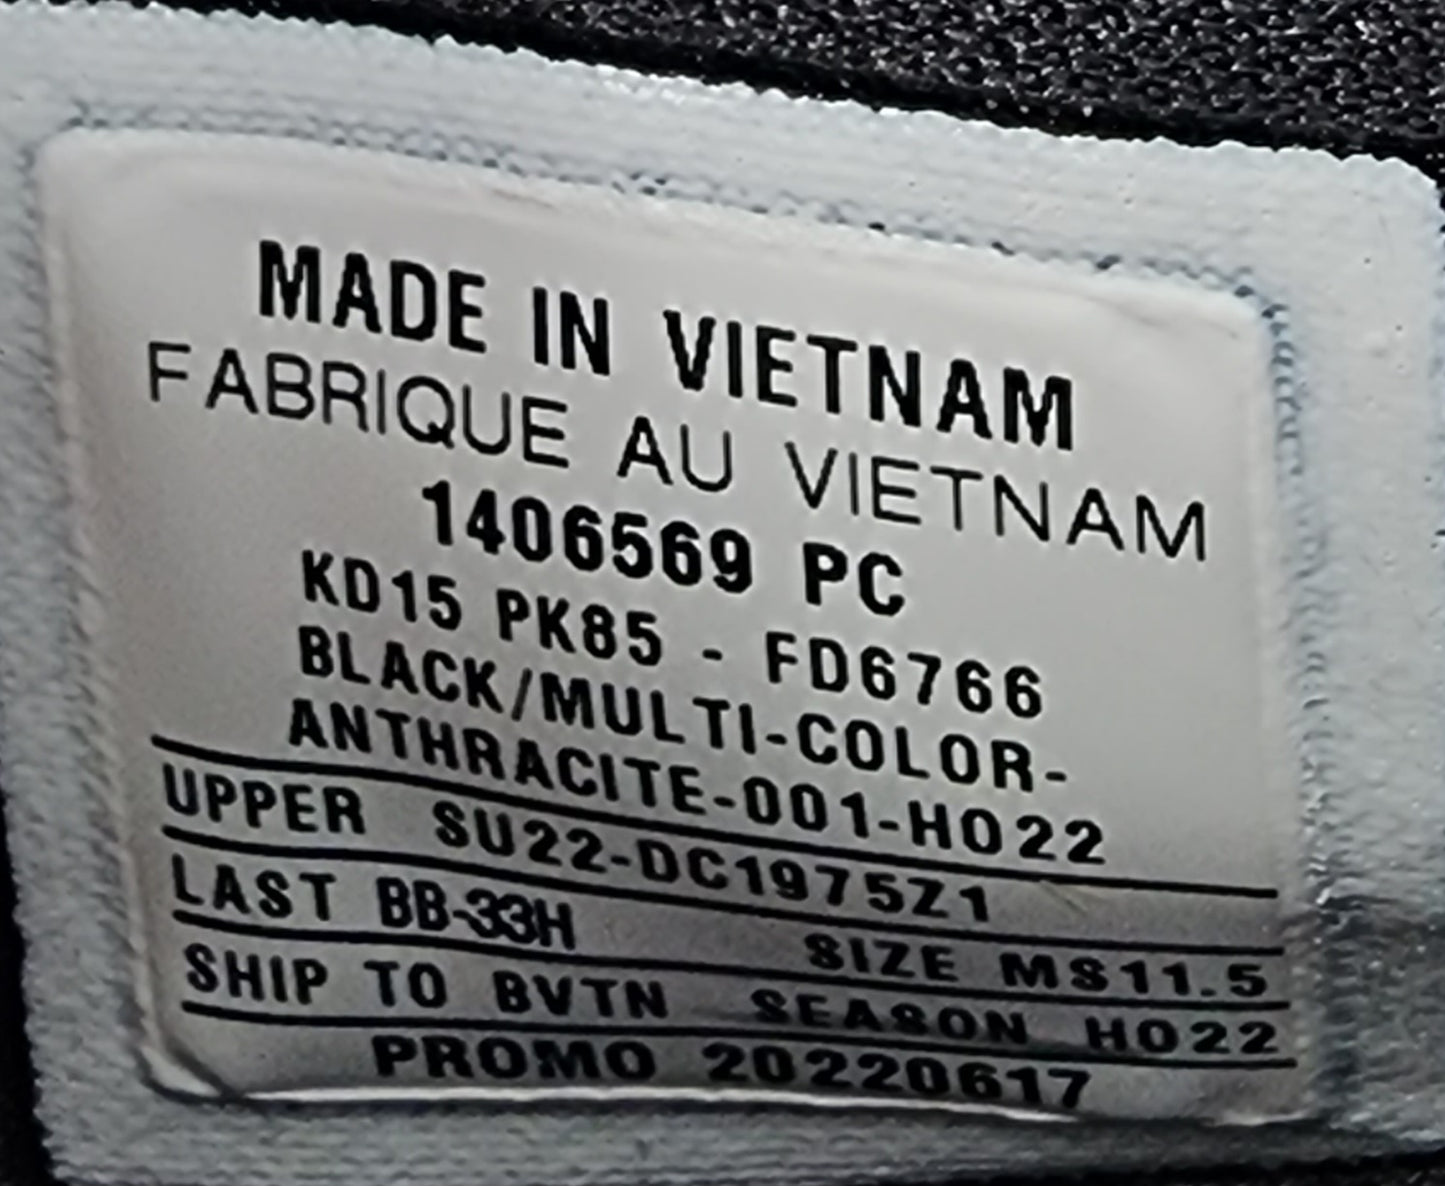 MADE IN VIETNAM
FABRIQUE AU VIETNAM
1406569 PC
KD15 PK85 - FD6766
BLACK/MULTI-COLOR-
ANTHRACITE-001-HO22
UPPER SU22-DC1975Z1
LAST BB-33H SIZE MS11.5
SHIP TO BVTN SEASON HO22
PROMO 20220617